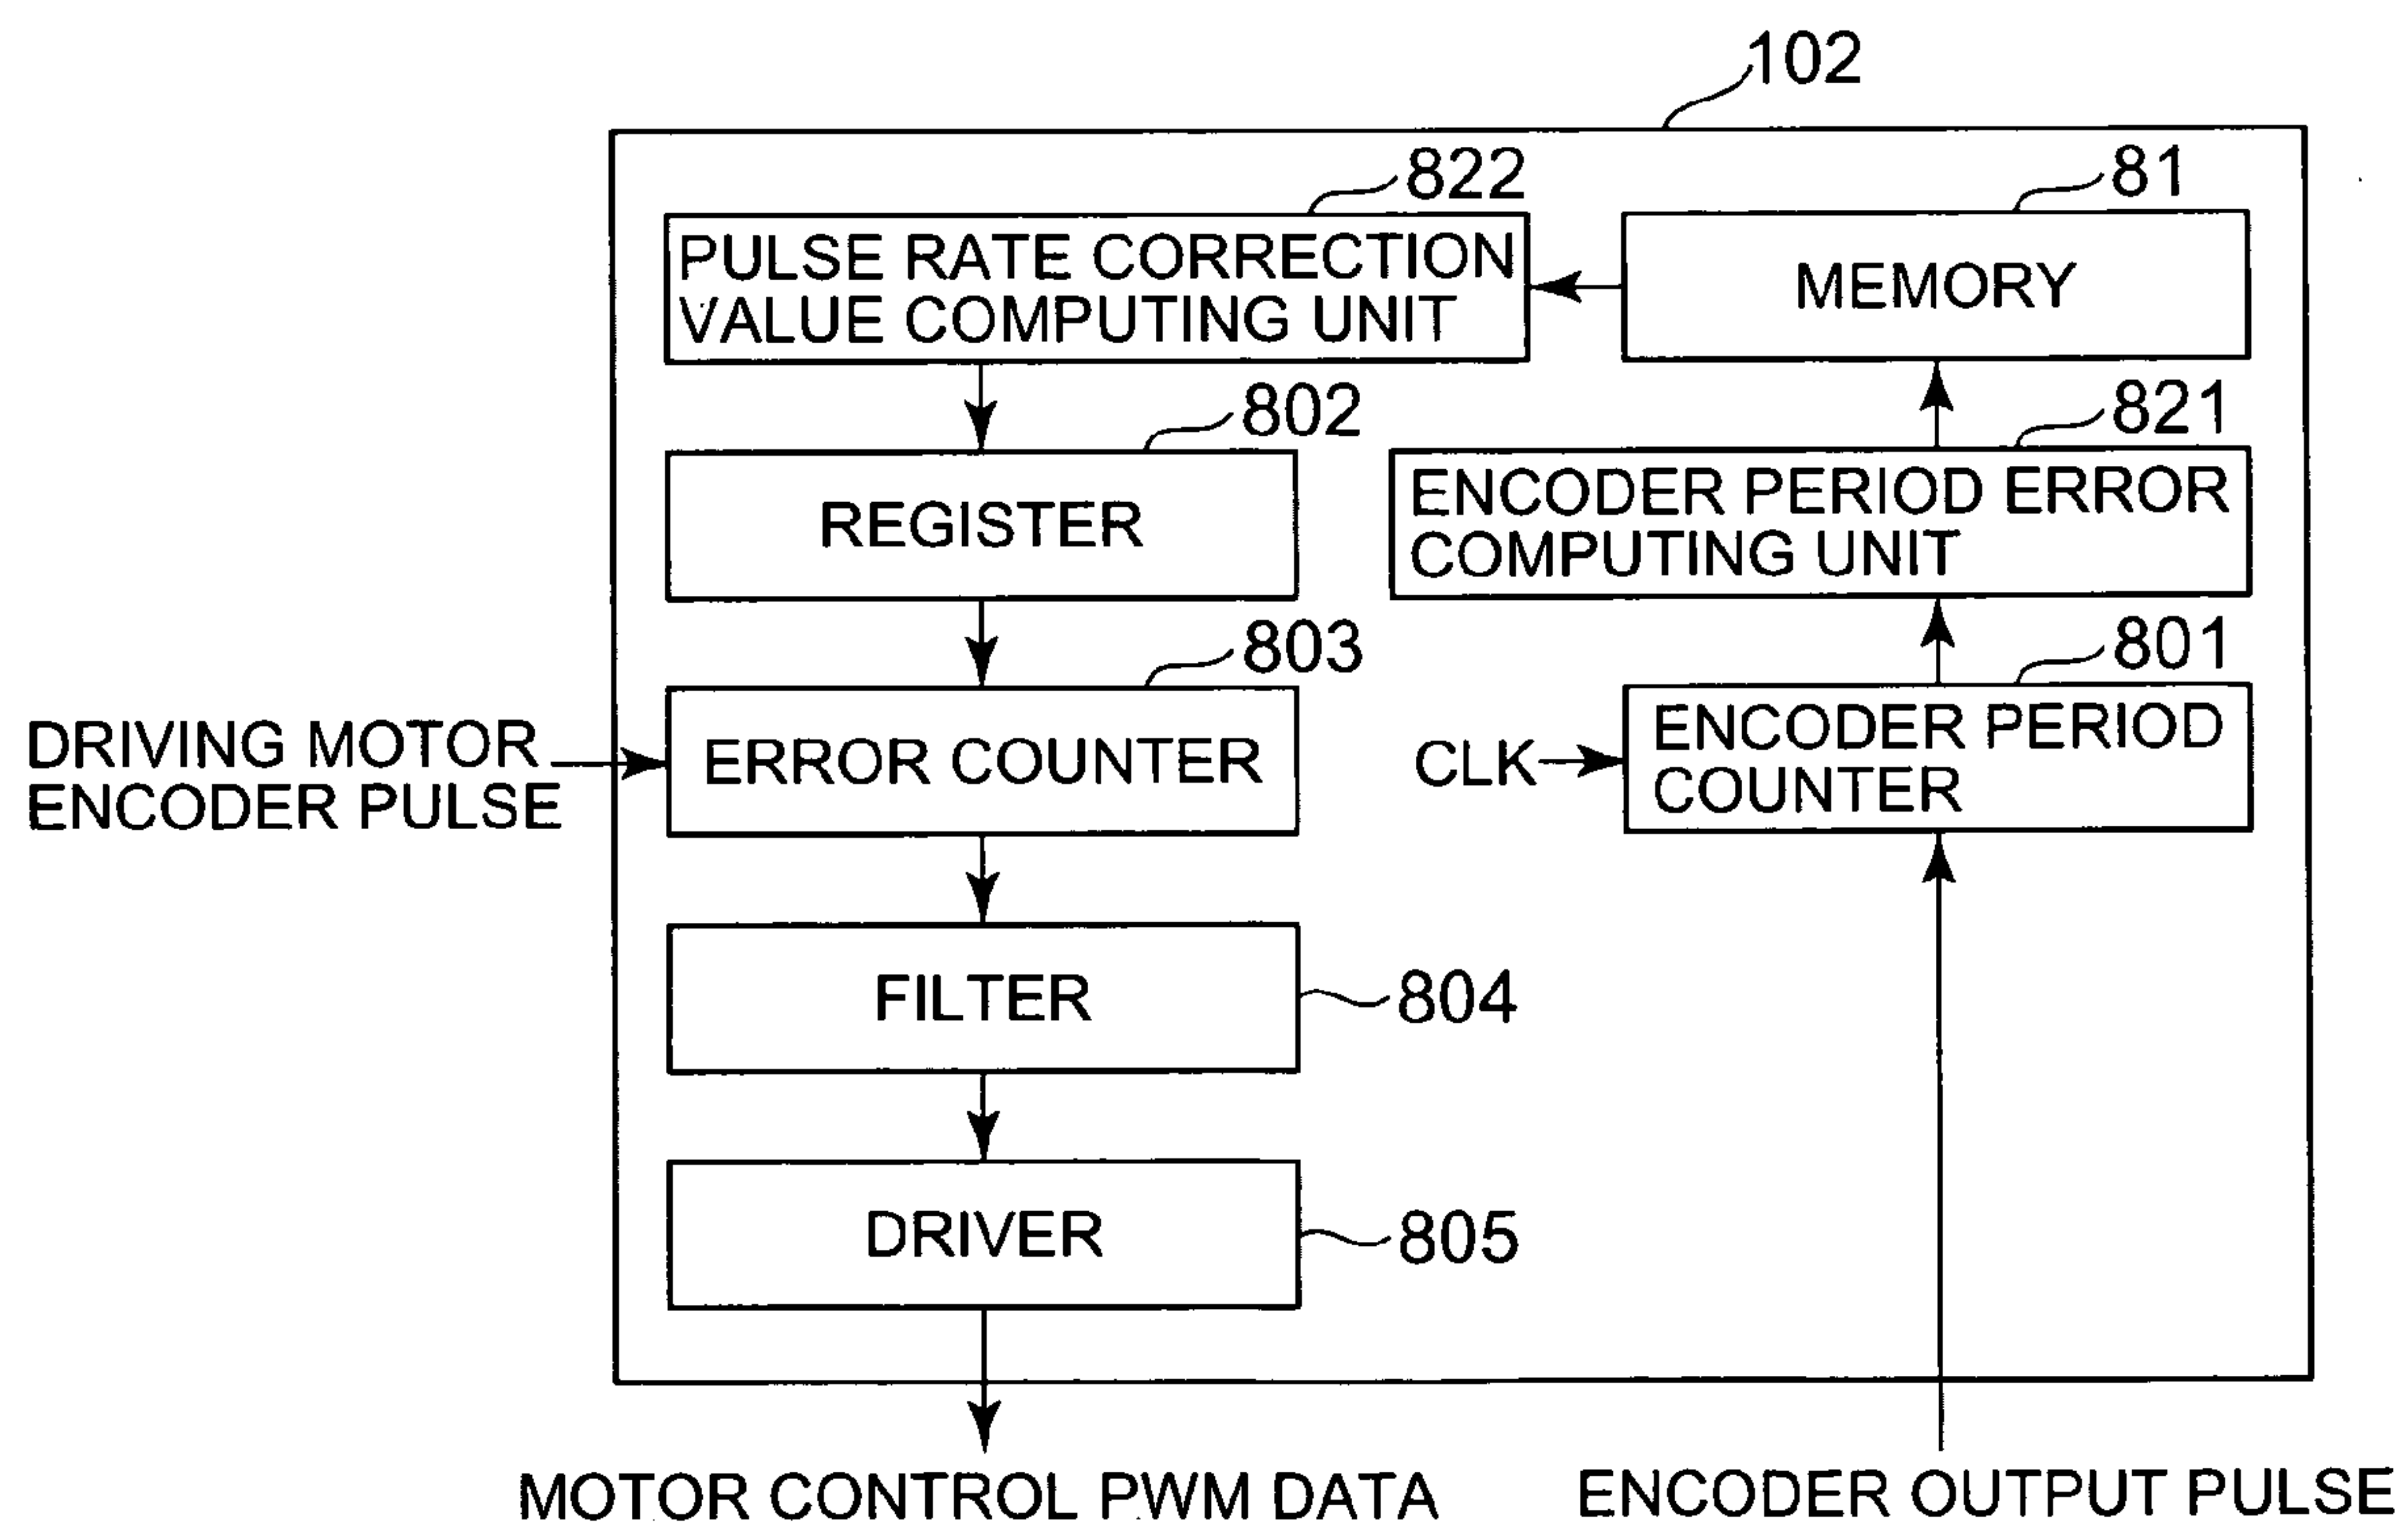 102
822
81
PULSE RATE CORRECTION
VALUE COMPUTING UNIT
MEMORY
802
821
REGISTER
ENCODER PERIOD ERROR
COMPUTING UNIT
803
801
DRIVING MOTOR
ENCODER PULSE
ERROR COUNTER
CLK
ENCODER PERIOD
COUNTER
FILTER
804
DRIVER
805
MOTOR CONTROL PWM DATA
ENCODER OUTPUT PULSE